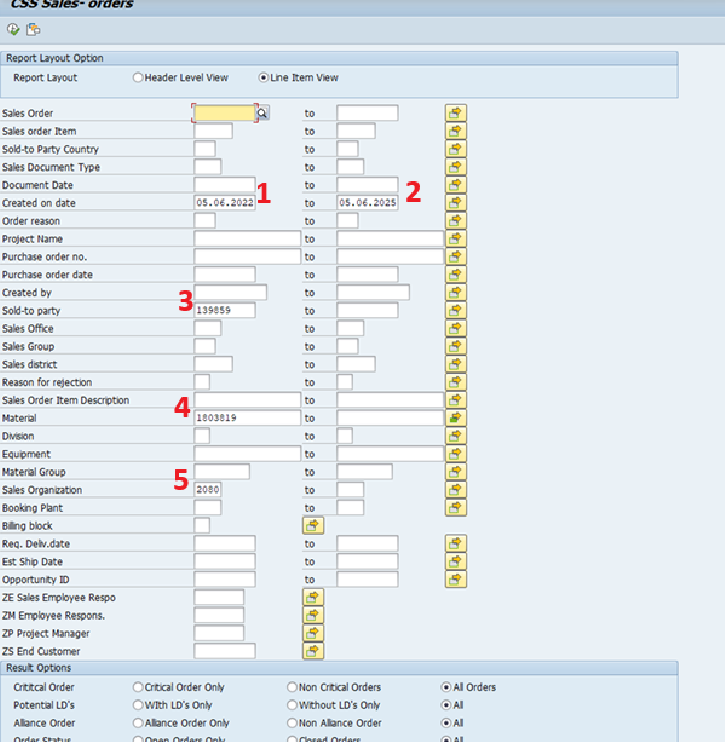 CSS Sales- orders
Report Layout Option
Report Layout Header Level View Line Item View
Sales Order to
Sales order Item to
Sold-to Party Country to
Sales Document Type to
Document Date to
Created on date 05.06.2022 1 to 05.06.2025 2
Order reason to
Project Name to
Purchase order no. to
Purchase order date to
Created by to
Sold-to party 3 139859 to
Sales Office to
Sales Group to
Sales district to
Reason for rejection to
Sales Order Item Description to
Material 4 1803819 to
Division to
Equipment to
Material Group to
Sales Organization 5 2080 to
Booking Plant to
Billing block
Req. Deliv.date to
Est Ship Date to
Opportunity ID to
ZE Sales Employee Respo
ZM Employee Respons.
ZP Project Manager
ZS End Customer
Result Options
Crititcal Order Critical Order Only Non Critical Orders All Orders
Potential LD's With LD's Only Without LD's Only All
Alliance Order Alliance Order Only Non Alliance Order All
Order Status Open Orders Only Closed Orders All